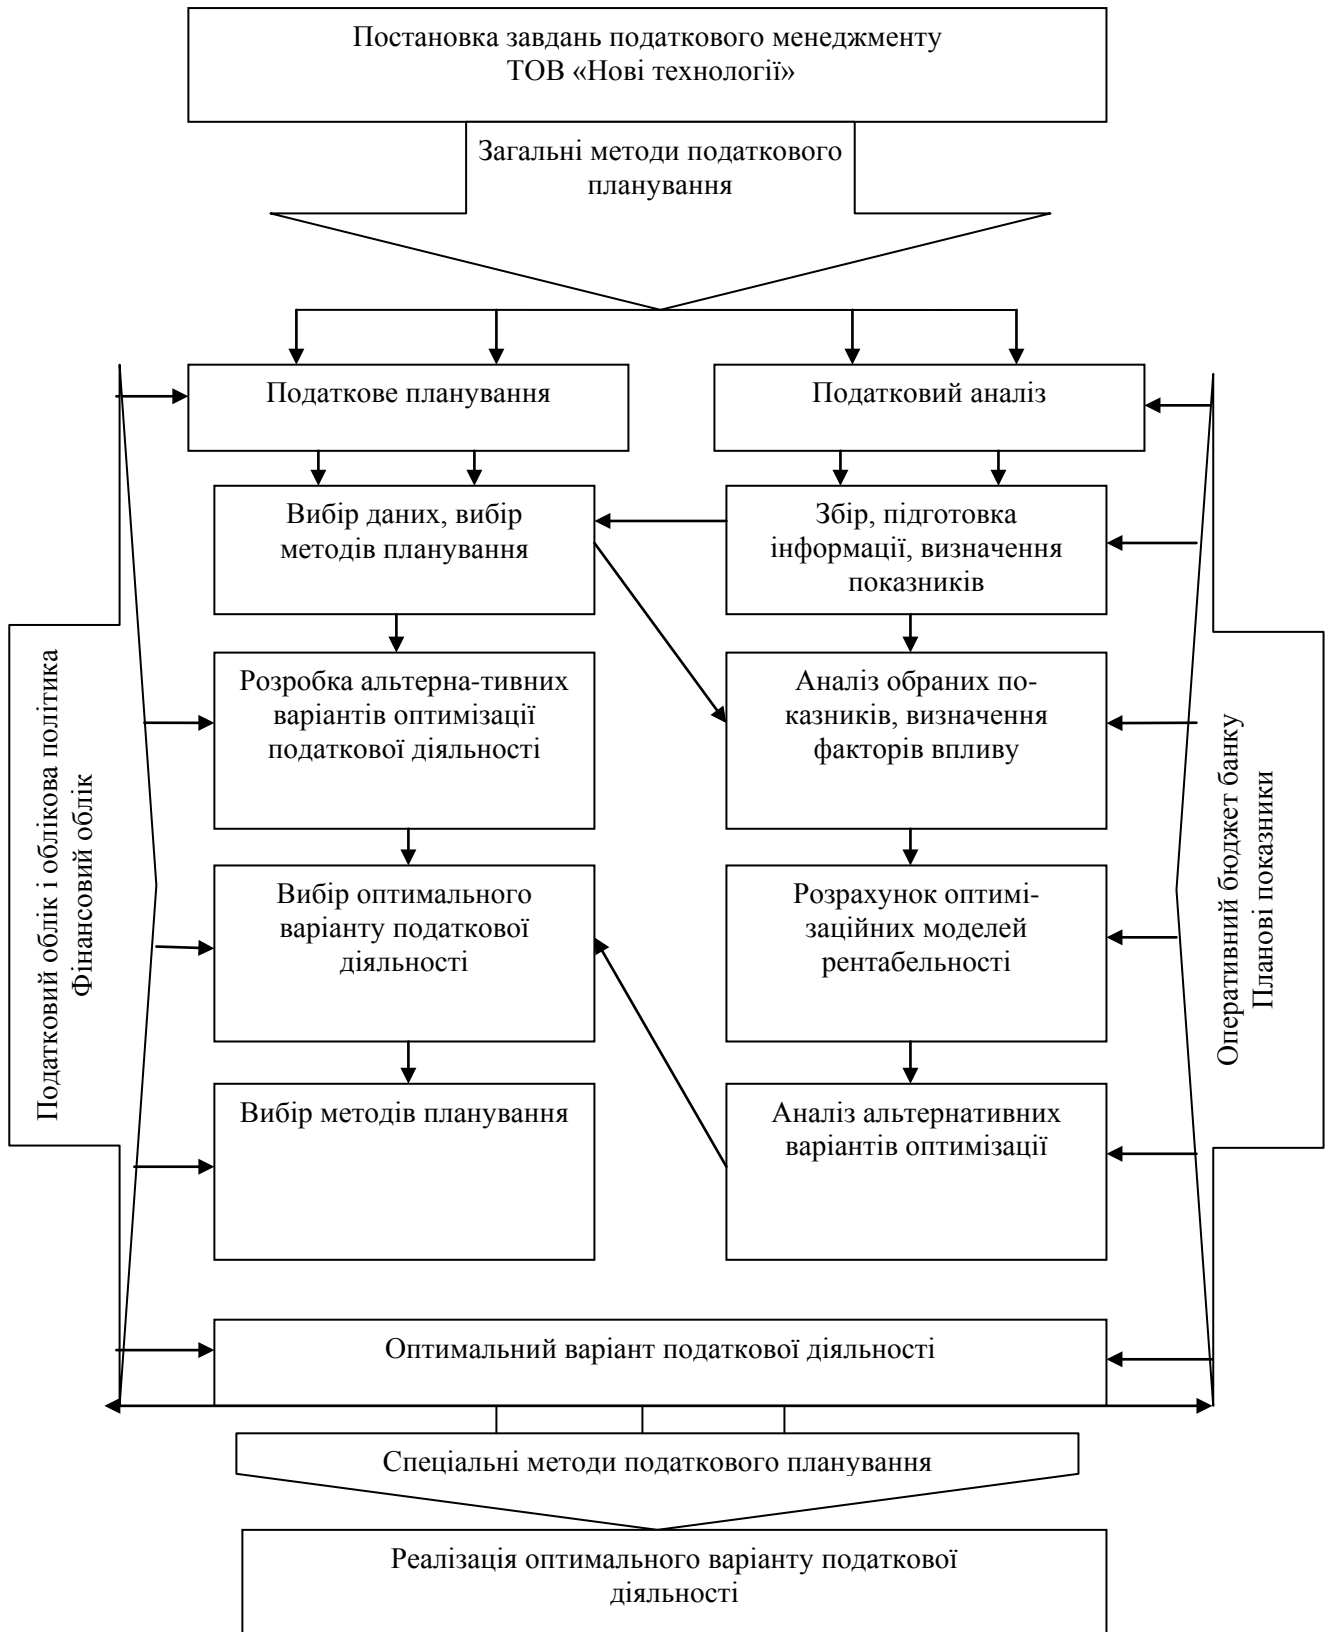 Постановка завдань податкового менеджменту
ТОВ «Нові технології»
Загальні методи податкового
планування
Податкове планування
Податковий аналіз
Вибір даних, вибір
методів планування
Збір, підготовка
інформації, визначення
показників
Розробка альтерна-тивних
варіантів оптимізації
податкової діяльності
Аналіз обраних по-
казників, визначення
факторів впливу
Податковий облік і облікова політика
Фінансовий облік
Оперативний бюджет банку
Планові показники
Вибір оптимального
варіанту податкової
діяльності
Розрахунок оптимі-
заційних моделей
рентабельності
Вибір методів планування
Аналіз альтернативних
варіантів оптимізації
Оптимальний варіант податкової діяльності
Спеціальні методи податкового планування
Реалізація оптимального варіанту податкової
діяльності